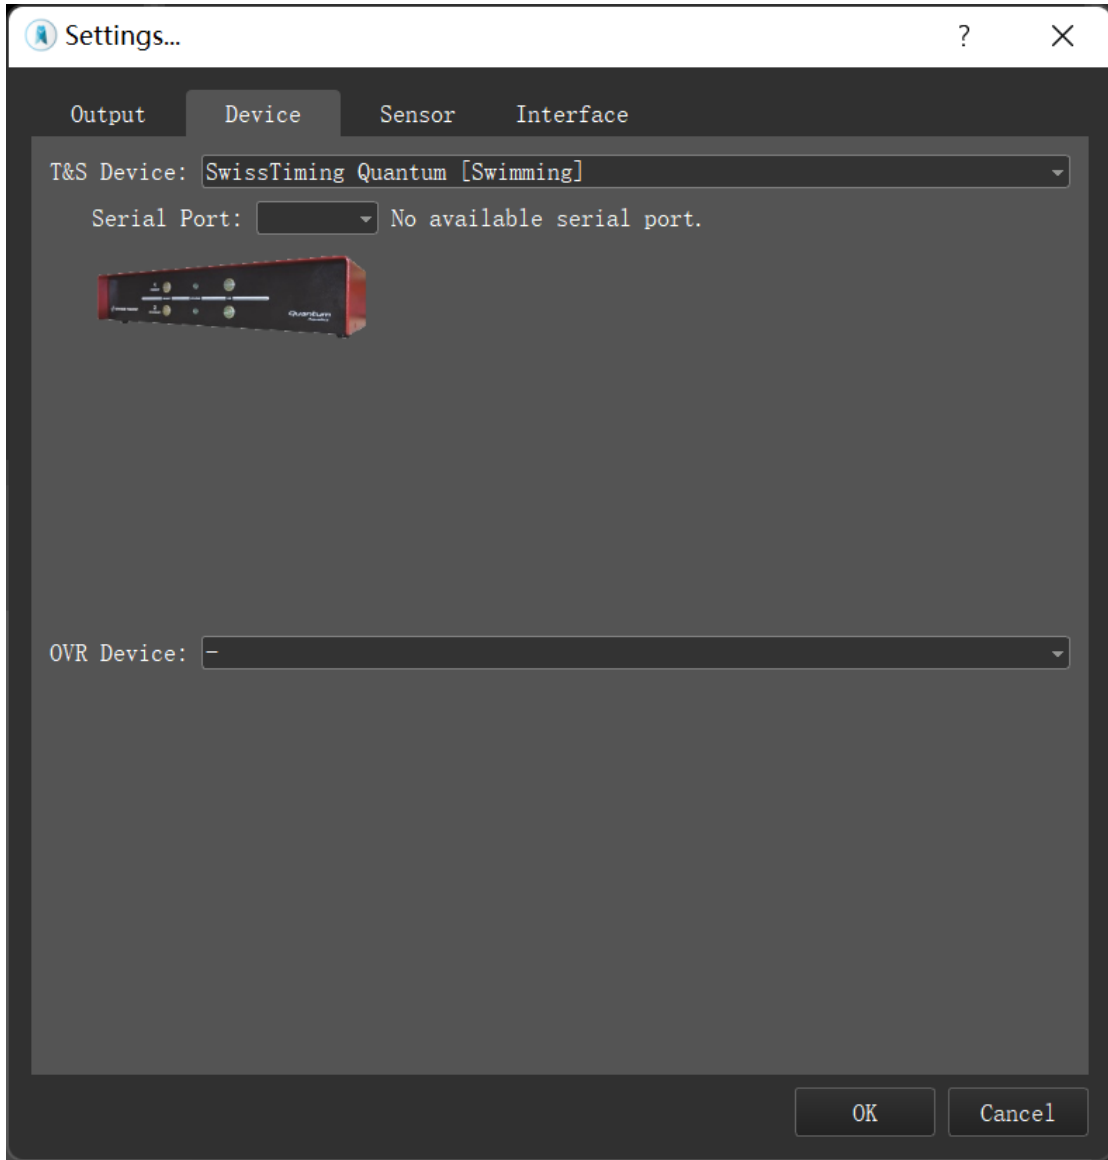 Settings...
?
Output Device Sensor Interface
T&S Device: SwissTiming Quantum [Swimming]
Serial Port: No available serial port.
Quantum
OVR Device: -
OK Cancel